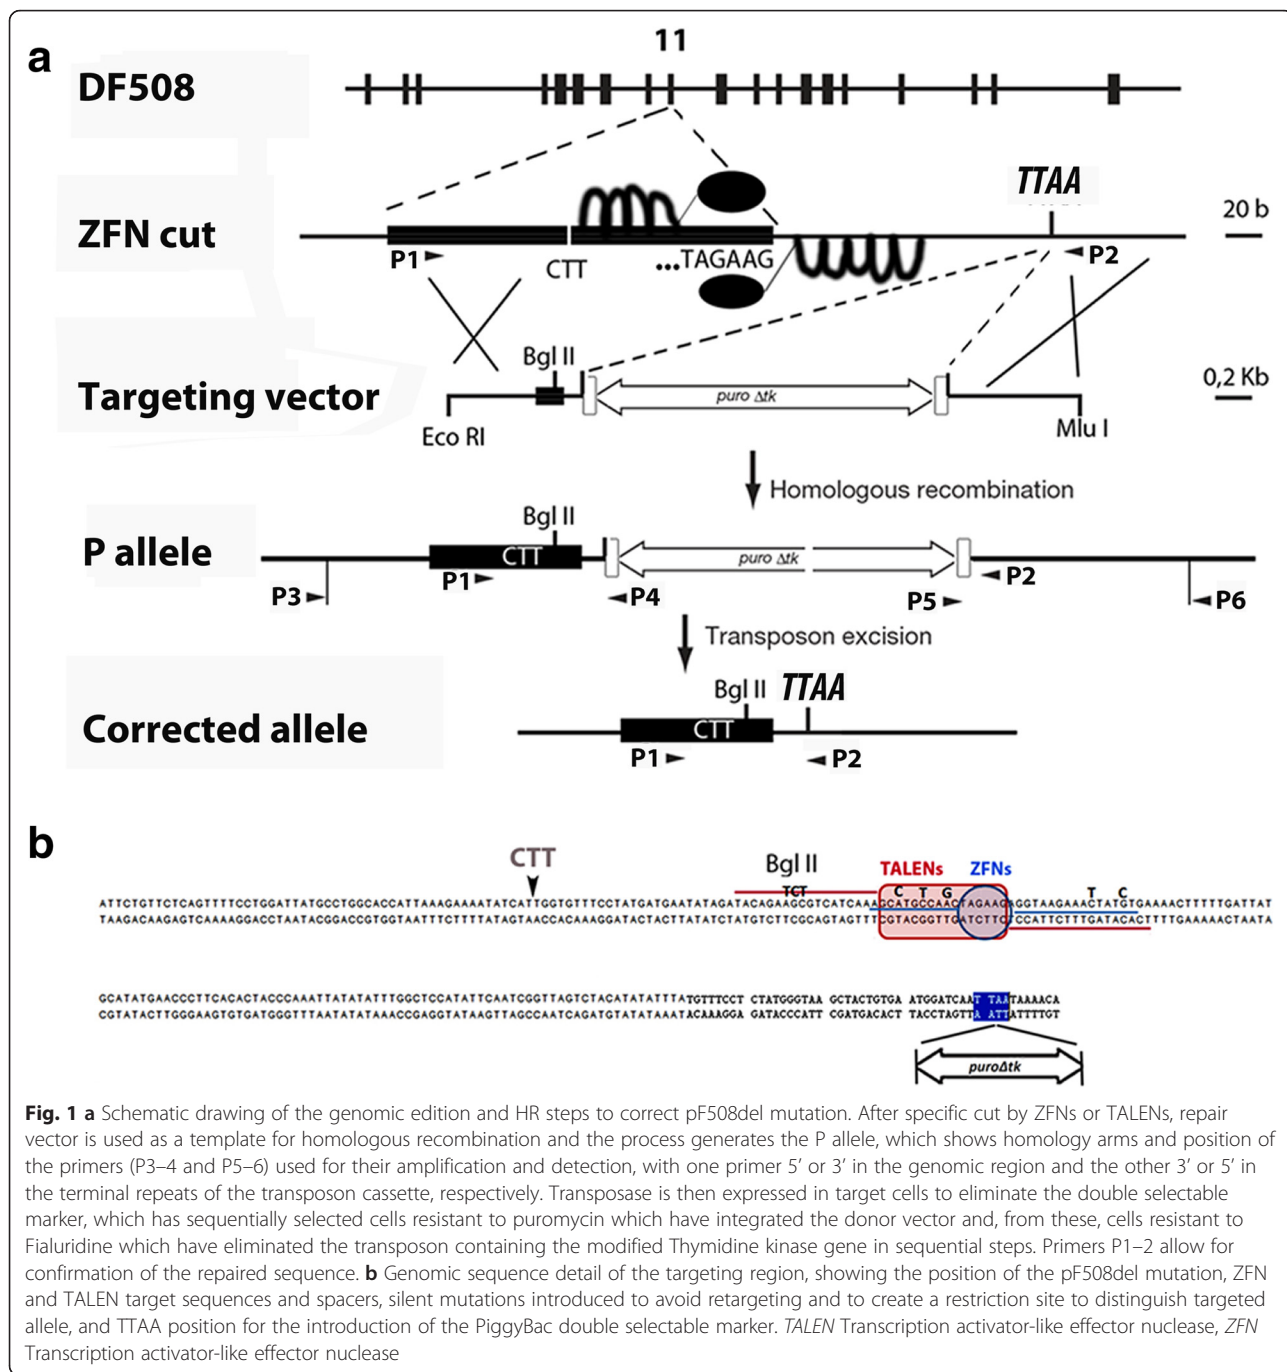 a
11
DF508
TTAA
ZFN cut
20 b
P1
CTT
...TAGAAG
P2
Bgl II
Targeting vector
puro Δtk
0,2 Kb
Eco RI
Mlu I
Homologous recombination
Bgl II
P allele
CTT
puro Δtk
P1
P2
P3
P4
P5
P6
Transposon excision
Bgl II TTAA
Corrected allele
CTT
P1
P2
b
CTT
Bgl II
TALENs
ZFNs
TCT
C T G
T C
ATTCTGTTCTCAGTTTTCCTGGATTATGCCTGGCACCATTAAAGAAAATATCATTGGTGTTTCCTATGATGAATATAGATACAGAAGCGTCATCAAAGCATGCCAACTAGAAGAGGTAAGAAACTATGTGAAAACTTTTTGATTAT
TAAGACAAGAGTCAAAAGGACCTAATACGGACCGTGGTAATTTCTTTTATAGTAACCACAAAGGATACTACTTATATCTATGTCTTCGCAGTAGTTTCGTACGGTTGATCTTCTCCATTCTTTGATACACTTTTGAAAAACTAATA
GCATATGAACCCTTCACACTACCCAAATTATATATTTGGCTCCATATTCAATCGGTTAGTCTACATATATTTATGTTTCCT CTATGGGTAA GCTACTGTGA ATGGATCAAT TAATAAAACA
CGTATACTTGGGAAGTGTGATGGGTTTAATATATAAACCGAGGTATAAGTTAGCCAATCAGATGTATATAAATACAAAGGA GATACCCATT CGATGACACT TACCTAGTTA ATTATTTTGT
puroΔtk
Fig. 1 a Schematic drawing of the genomic edition and HR steps to correct pF508del mutation. After specific cut by ZFNs or TALENs, repair
vector is used as a template for homologous recombination and the process generates the P allele, which shows homology arms and position of
the primers (P3–4 and P5–6) used for their amplification and detection, with one primer 5′ or 3′ in the genomic region and the other 3′ or 5′ in
the terminal repeats of the transposon cassette, respectively. Transposase is then expressed in target cells to eliminate the double selectable
marker, which has sequentially selected cells resistant to puromycin which have integrated the donor vector and, from these, cells resistant to
Fialuridine which have eliminated the transposon containing the modified Thymidine kinase gene in sequential steps. Primers P1–2 allow for
confirmation of the repaired sequence. b Genomic sequence detail of the targeting region, showing the position of the pF508del mutation, ZFN
and TALEN target sequences and spacers, silent mutations introduced to avoid retargeting and to create a restriction site to distinguish targeted
allele, and TTAA position for the introduction of the PiggyBac double selectable marker. TALEN Transcription activator-like effector nuclease, ZFN
Transcription activator-like effector nuclease